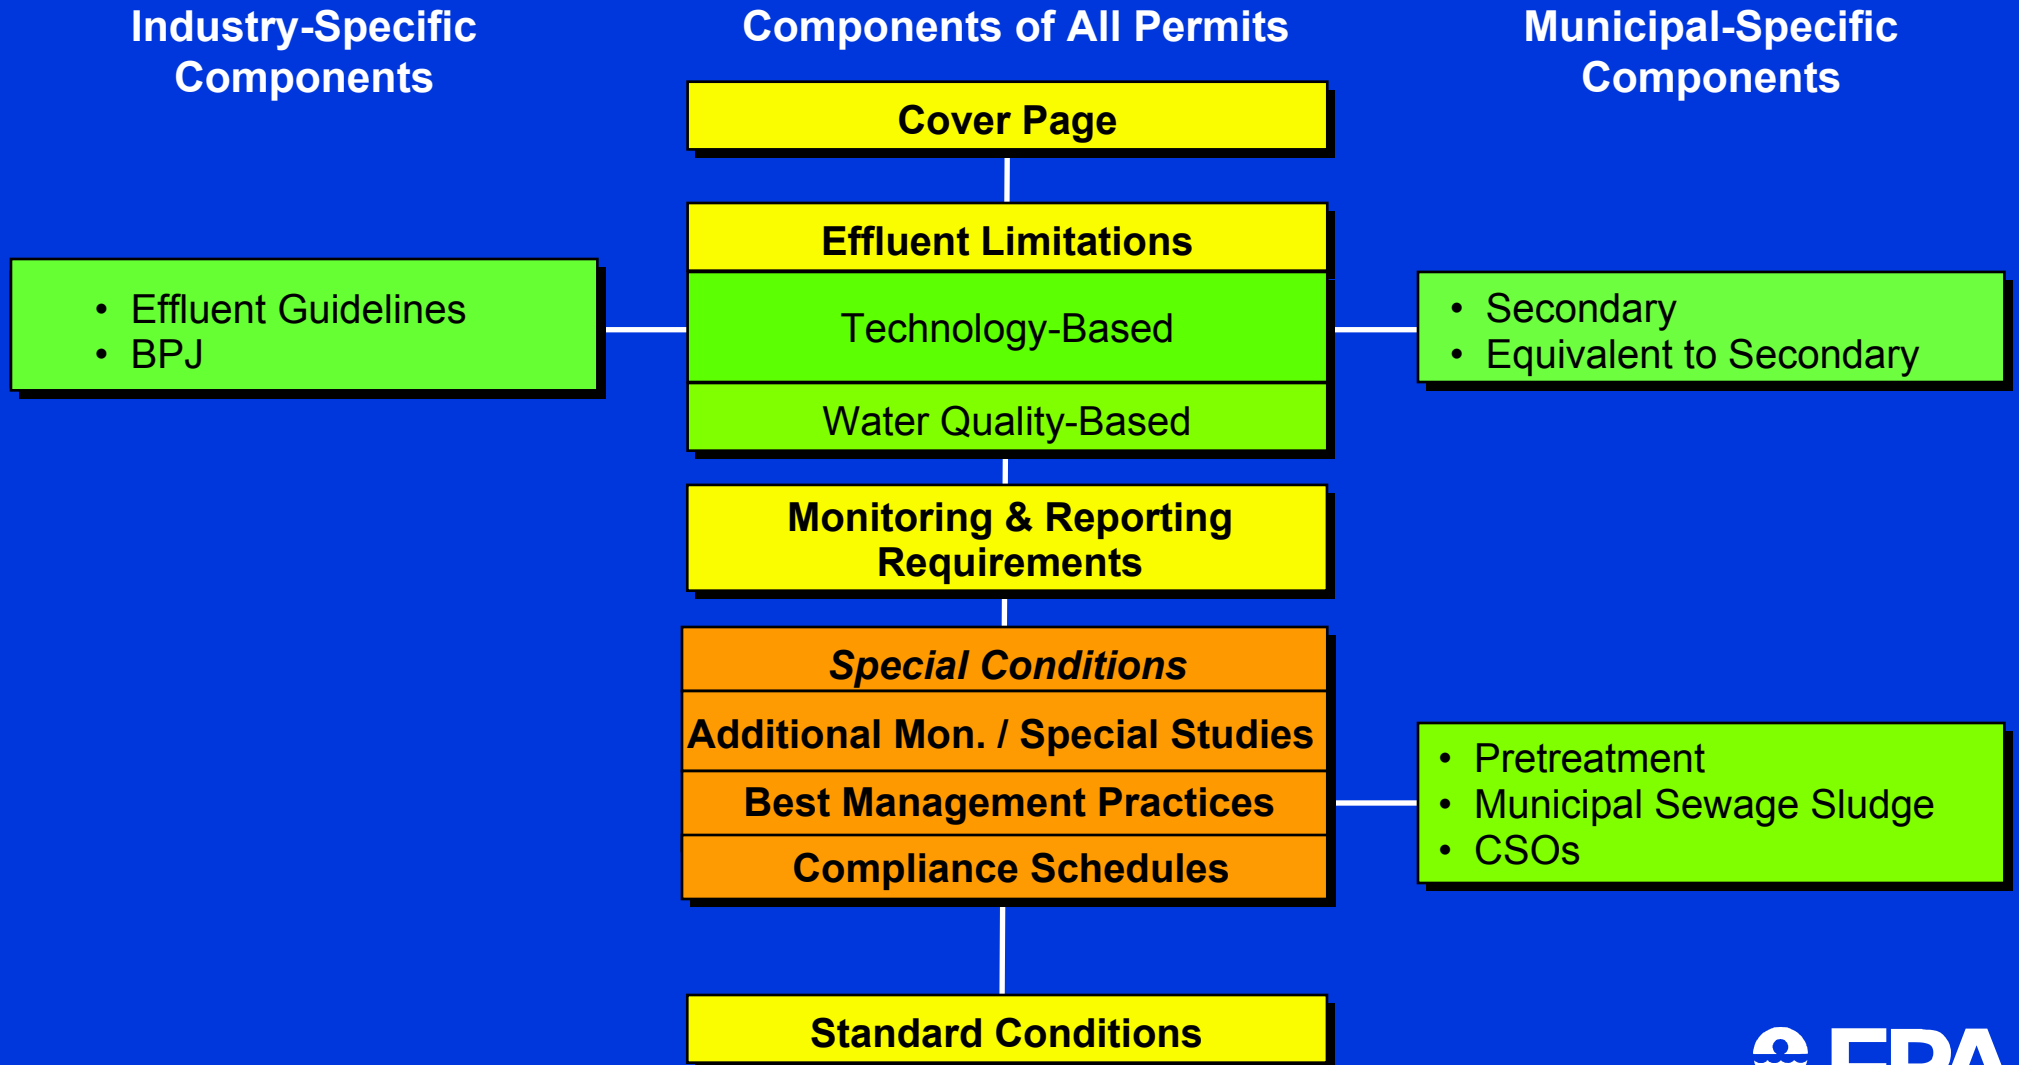 Industry-Specific
Components
Components of All Permits
Municipal-Specific
Components
Cover Page
Effluent Limitations
• Effluent Guidelines
• BPJ
Technology-Based
• Secondary
• Equivalent to Secondary
Water Quality-Based
Monitoring & Reporting
Requirements
Special Conditions
Additional Mon. / Special Studies
Best Management Practices
Compliance Schedules
• Pretreatment
• Municipal Sewage Sludge
• CSOs
Standard Conditions
EPA